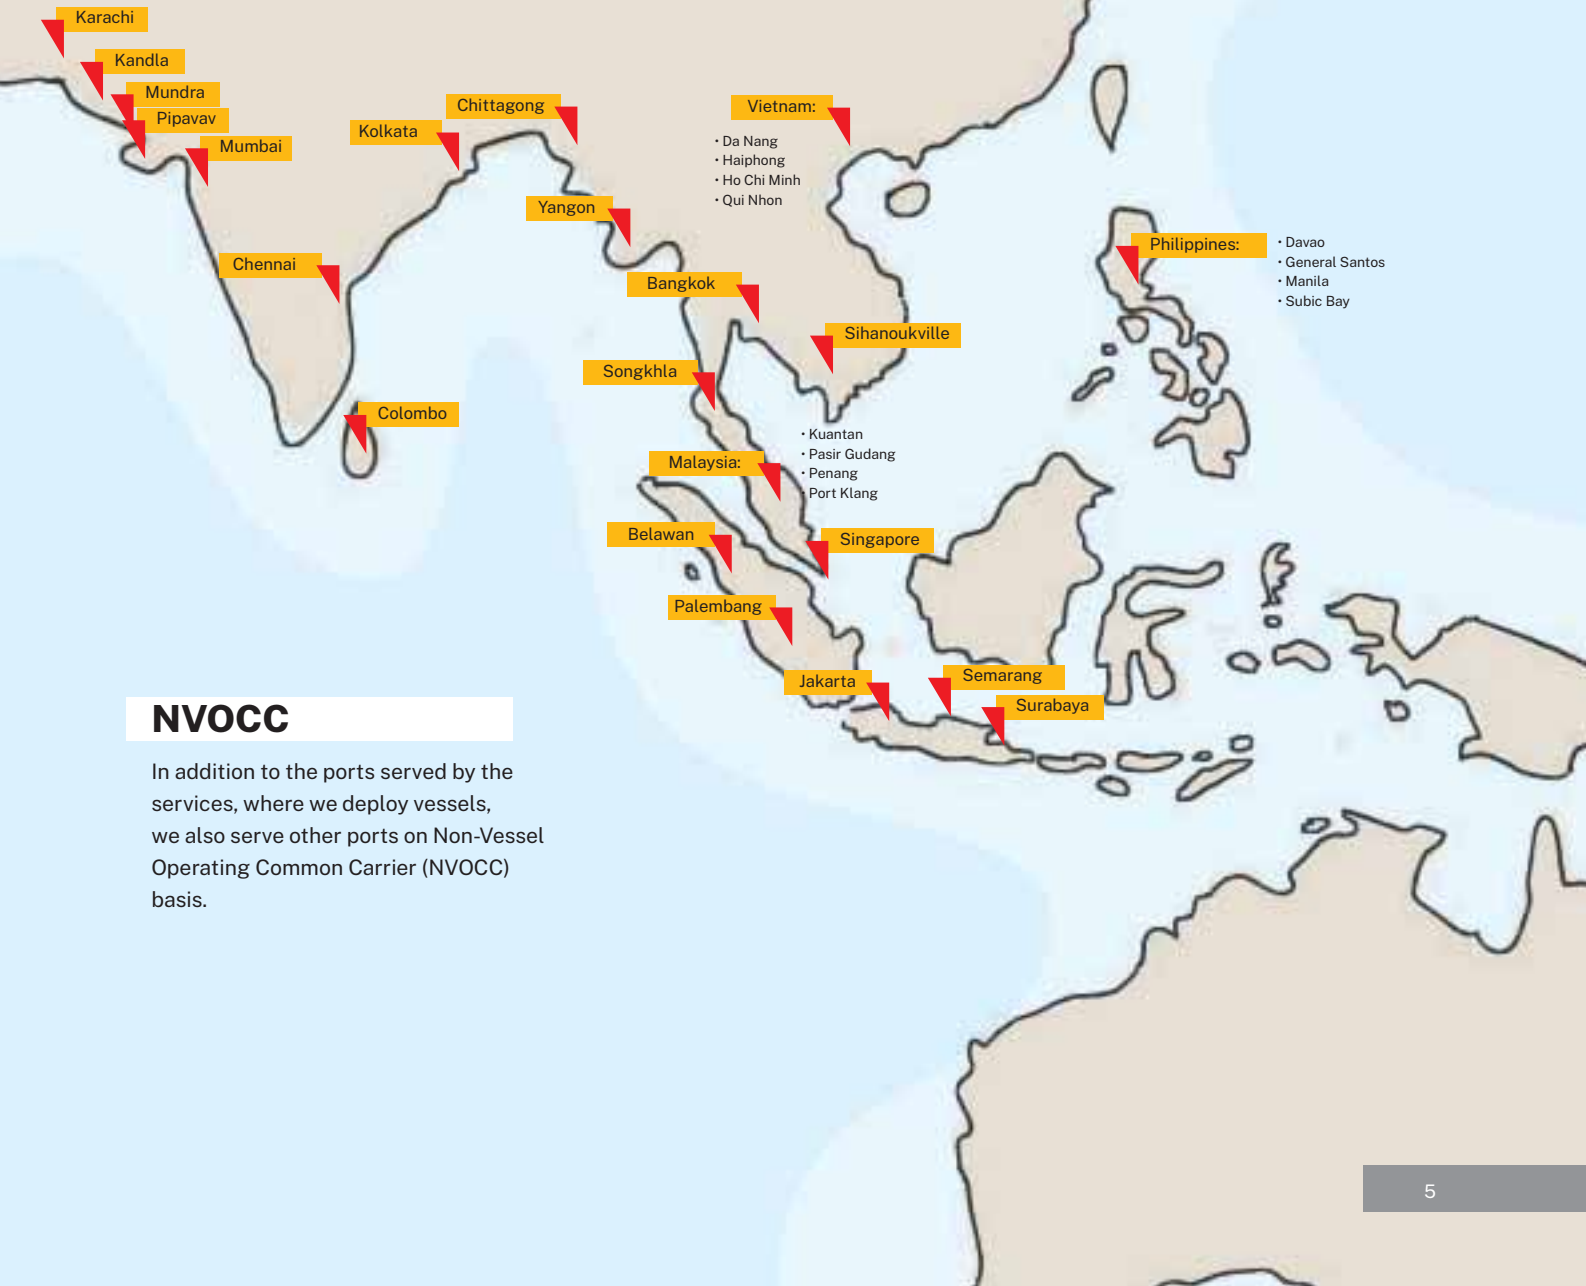 Karachi
Kandla
Mundra
Pipavav
Mumbai
Chittagong
Kolkata
Vietnam:
• Da Nang
• Haiphong
• Ho Chi Minh
• Qui Nhon
Yangon
Philippines:
• Davao
• General Santos
• Manila
• Subic Bay
Chennai
Bangkok
Sihanoukville
Songkhla
Colombo
Malaysia:
• Kuantan
• Pasir Gudang
• Penang
• Port Klang
Belawan
Singapore
Palembang
Jakarta
Semarang
Surabaya
NVOCC
In addition to the ports served by the
services, where we deploy vessels,
we also serve other ports on Non-Vessel
Operating Common Carrier (NVOCC)
basis.
5